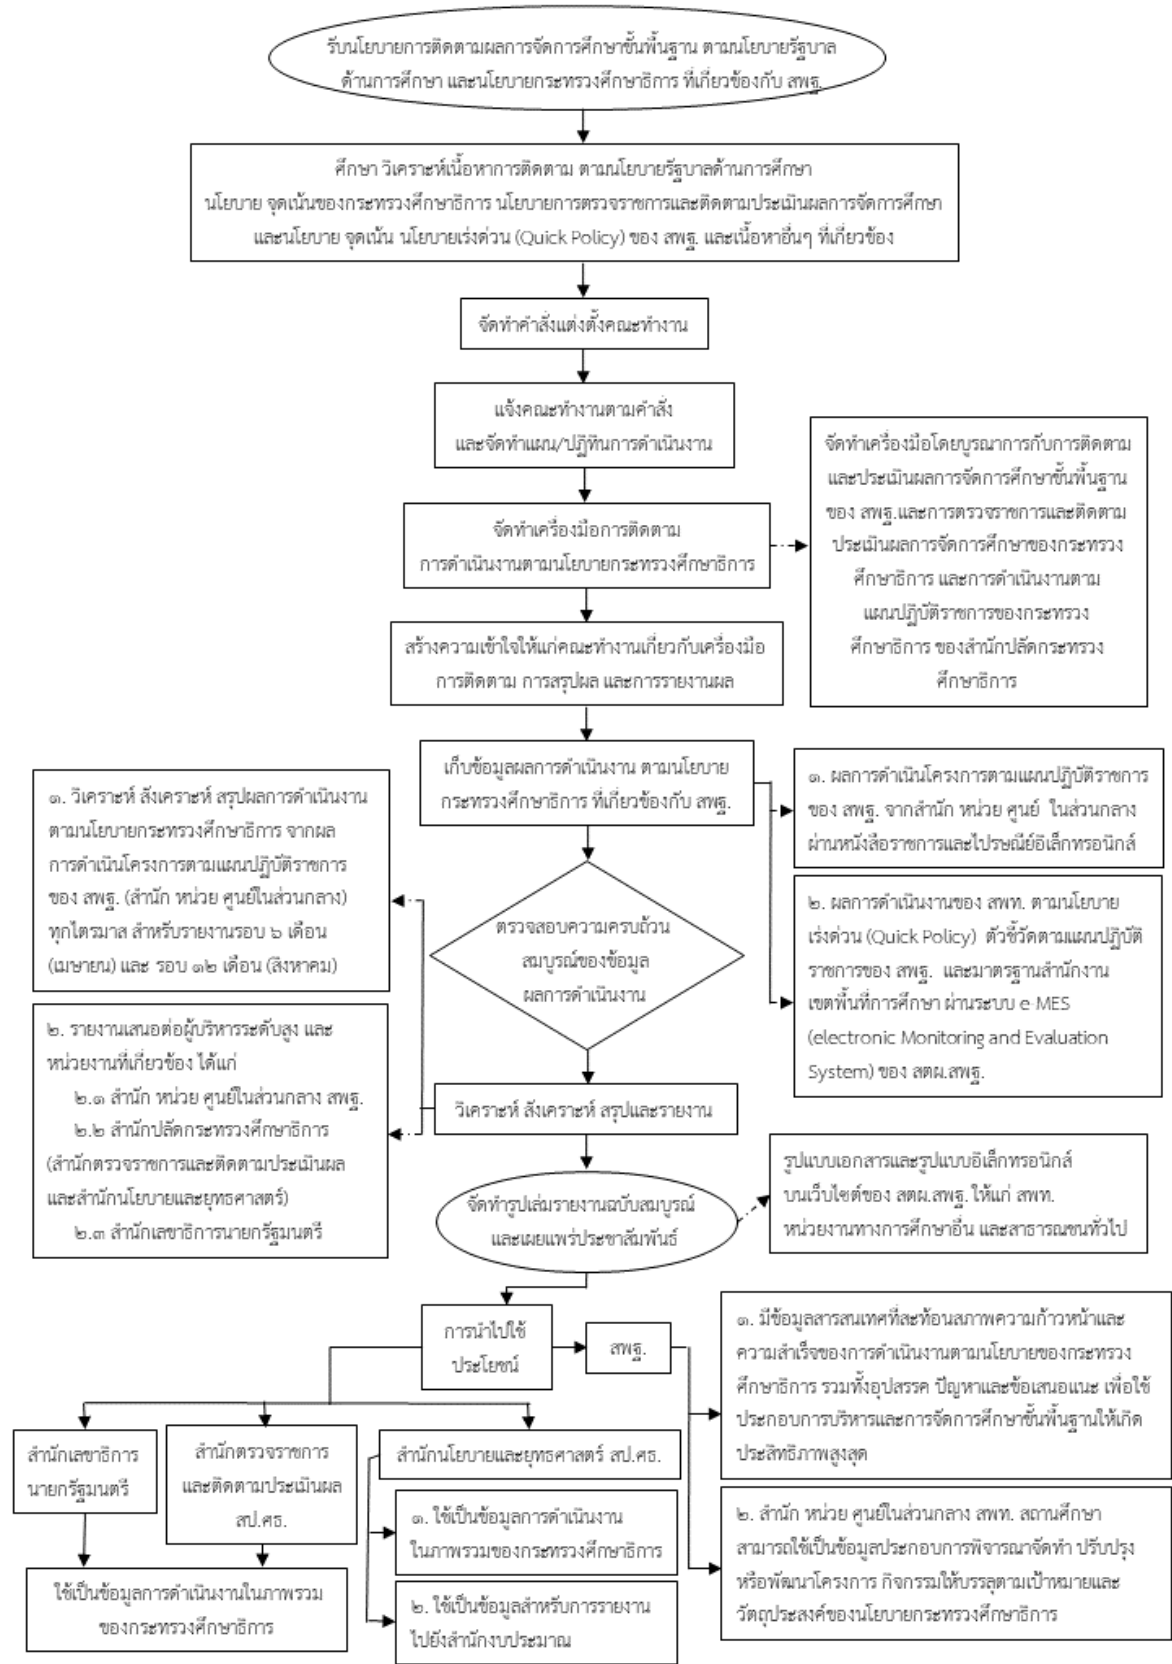 รับนโยบายการติดตามผลการจัดการศึกษาขั้นพื้นฐาน ตามนโยบายรัฐบาล
ด้านการศึกษา และนโยบายกระทรวงศึกษาธิการ ที่เกี่ยวข้องกับ สพฐ.
ศึกษา วิเคราะห์เนื้อหาการติดตาม ตามนโยบายรัฐบาลด้านการศึกษา
นโยบาย จุดเน้นของกระทรวงศึกษาธิการ นโยบายการตรวจราชการและติดตามประเมินผลการจัดการศึกษา
และนโยบาย จุดเน้น นโยบายเร่งด่วน (Quick Policy) ของ สพฐ. และเนื้อหาอื่นๆ ที่เกี่ยวข้อง
จัดทำคำสั่งแต่งตั้งคณะทำงาน
แจ้งคณะทำงานตามคำสั่ง
และจัดทำแผน/ปฏิทินการดำเนินงาน
จัดทำเครื่องมือการติดตาม
การดำเนินงานตามนโยบายกระทรวงศึกษาธิการ
จัดทำเครื่องมือโดยบูรณาการกับการติดตาม
และประเมินผลการจัดการศึกษาขั้นพื้นฐาน
ของ สพฐ.และการตรวจราชการและติดตาม
ประเมินผลการจัดการศึกษาของกระทรวง
ศึกษาธิการ และการดำเนินงานตาม
แผนปฏิบัติราชการของกระทรวง
ศึกษาธิการ ของสำนักปลัดกระทรวง
ศึกษาธิการ
สร้างความเข้าใจให้แก่คณะทำงานเกี่ยวกับเครื่องมือ
การติดตาม การสรุปผล และการรายงานผล
เก็บข้อมูลผลการดำเนินงาน ตามนโยบาย
กระทรวงศึกษาธิการ ที่เกี่ยวข้องกับ สพฐ.
๑. ผลการดำเนินโครงการตามแผนปฏิบัติราชการ
ของ สพฐ. จากสำนัก หน่วย ศูนย์ ในส่วนกลาง
ผ่านหนังสือราชการและไปรษณีย์อิเล็กทรอนิกส์
๒. ผลการดำเนินงานของ สพท. ตามนโยบาย
เร่งด่วน (Quick Policy) ตัวชี้วัดตามแผนปฏิบัติ
ราชการของ สพฐ. และมาตรฐานสำนักงาน
เขตพื้นที่การศึกษา ผ่านระบบ e-MES
(electronic Monitoring and Evaluation
System) ของ สตผ.สพฐ.
๑. วิเคราะห์ สังเคราะห์ สรุปผลการดำเนินงาน
ตามนโยบายกระทรวงศึกษาธิการ จากผล
การดำเนินโครงการตามแผนปฏิบัติราชการ
ของ สพฐ. (สำนัก หน่วย ศูนย์ในส่วนกลาง)
ทุกไตรมาส สำหรับรายงานรอบ ๖ เดือน
(เมษายน) และ รอบ ๑๒ เดือน (สิงหาคม)
ตรวจสอบความครบถ้วน
สมบูรณ์ของข้อมูล
ผลการดำเนินงาน
๒. รายงานเสนอต่อผู้บริหารระดับสูง และ
หน่วยงานที่เกี่ยวข้อง ได้แก่
๒.๑ สำนัก หน่วย ศูนย์ในส่วนกลาง สพฐ.
๒.๒ สำนักปลัดกระทรวงศึกษาธิการ
(สำนักตรวจราชการและติดตามประเมินผล
และสำนักนโยบายและยุทธศาสตร์)
๒.๓ สำนักเลขาธิการนายกรัฐมนตรี
วิเคราะห์ สังเคราะห์ สรุปและรายงาน
จัดทำรูปเล่มรายงานฉบับสมบูรณ์
และเผยแพร่ประชาสัมพันธ์
รูปแบบเอกสารและรูปแบบอิเล็กทรอนิกส์
บนเว็บไซต์ของ สตผ.สพฐ. ให้แก่ สพท.
หน่วยงานทางการศึกษาอื่น และสาธารณชนทั่วไป
การนำไปใช้
ประโยชน์
สพฐ.
๑. มีข้อมูลสารสนเทศที่สะท้อนสภาพความก้าวหน้าและ
ความสำเร็จของการดำเนินงานตามนโยบายของกระทรวง
ศึกษาธิการ รวมทั้งอุปสรรค ปัญหาและข้อเสนอแนะ เพื่อใช้
ประกอบการบริหารและการจัดการศึกษาขั้นพื้นฐานให้เกิด
ประสิทธิภาพสูงสุด
๒. สำนัก หน่วย ศูนย์ในส่วนกลาง สพท. สถานศึกษา
สามารถใช้เป็นข้อมูลประกอบการพิจารณาจัดทำ ปรับปรุง
หรือพัฒนาโครงการ กิจกรรมให้บรรลุตามเป้าหมายและ
วัตถุประสงค์ของนโยบายกระทรวงศึกษาธิการ
สำนักเลขาธิการ
นายกรัฐมนตรี
สำนักตรวจราชการ
และติดตามประเมินผล
สป.ศธ.
สำนักนโยบายและยุทธศาสตร์ สป.ศธ.
๑. ใช้เป็นข้อมูลการดำเนินงาน
ในภาพรวมของกระทรวงศึกษาธิการ
๒. ใช้เป็นข้อมูลสำหรับการรายงาน
ไปยังสำนักงบประมาณ
ใช้เป็นข้อมูลการดำเนินงานในภาพรวม
ของกระทรวงศึกษาธิการ